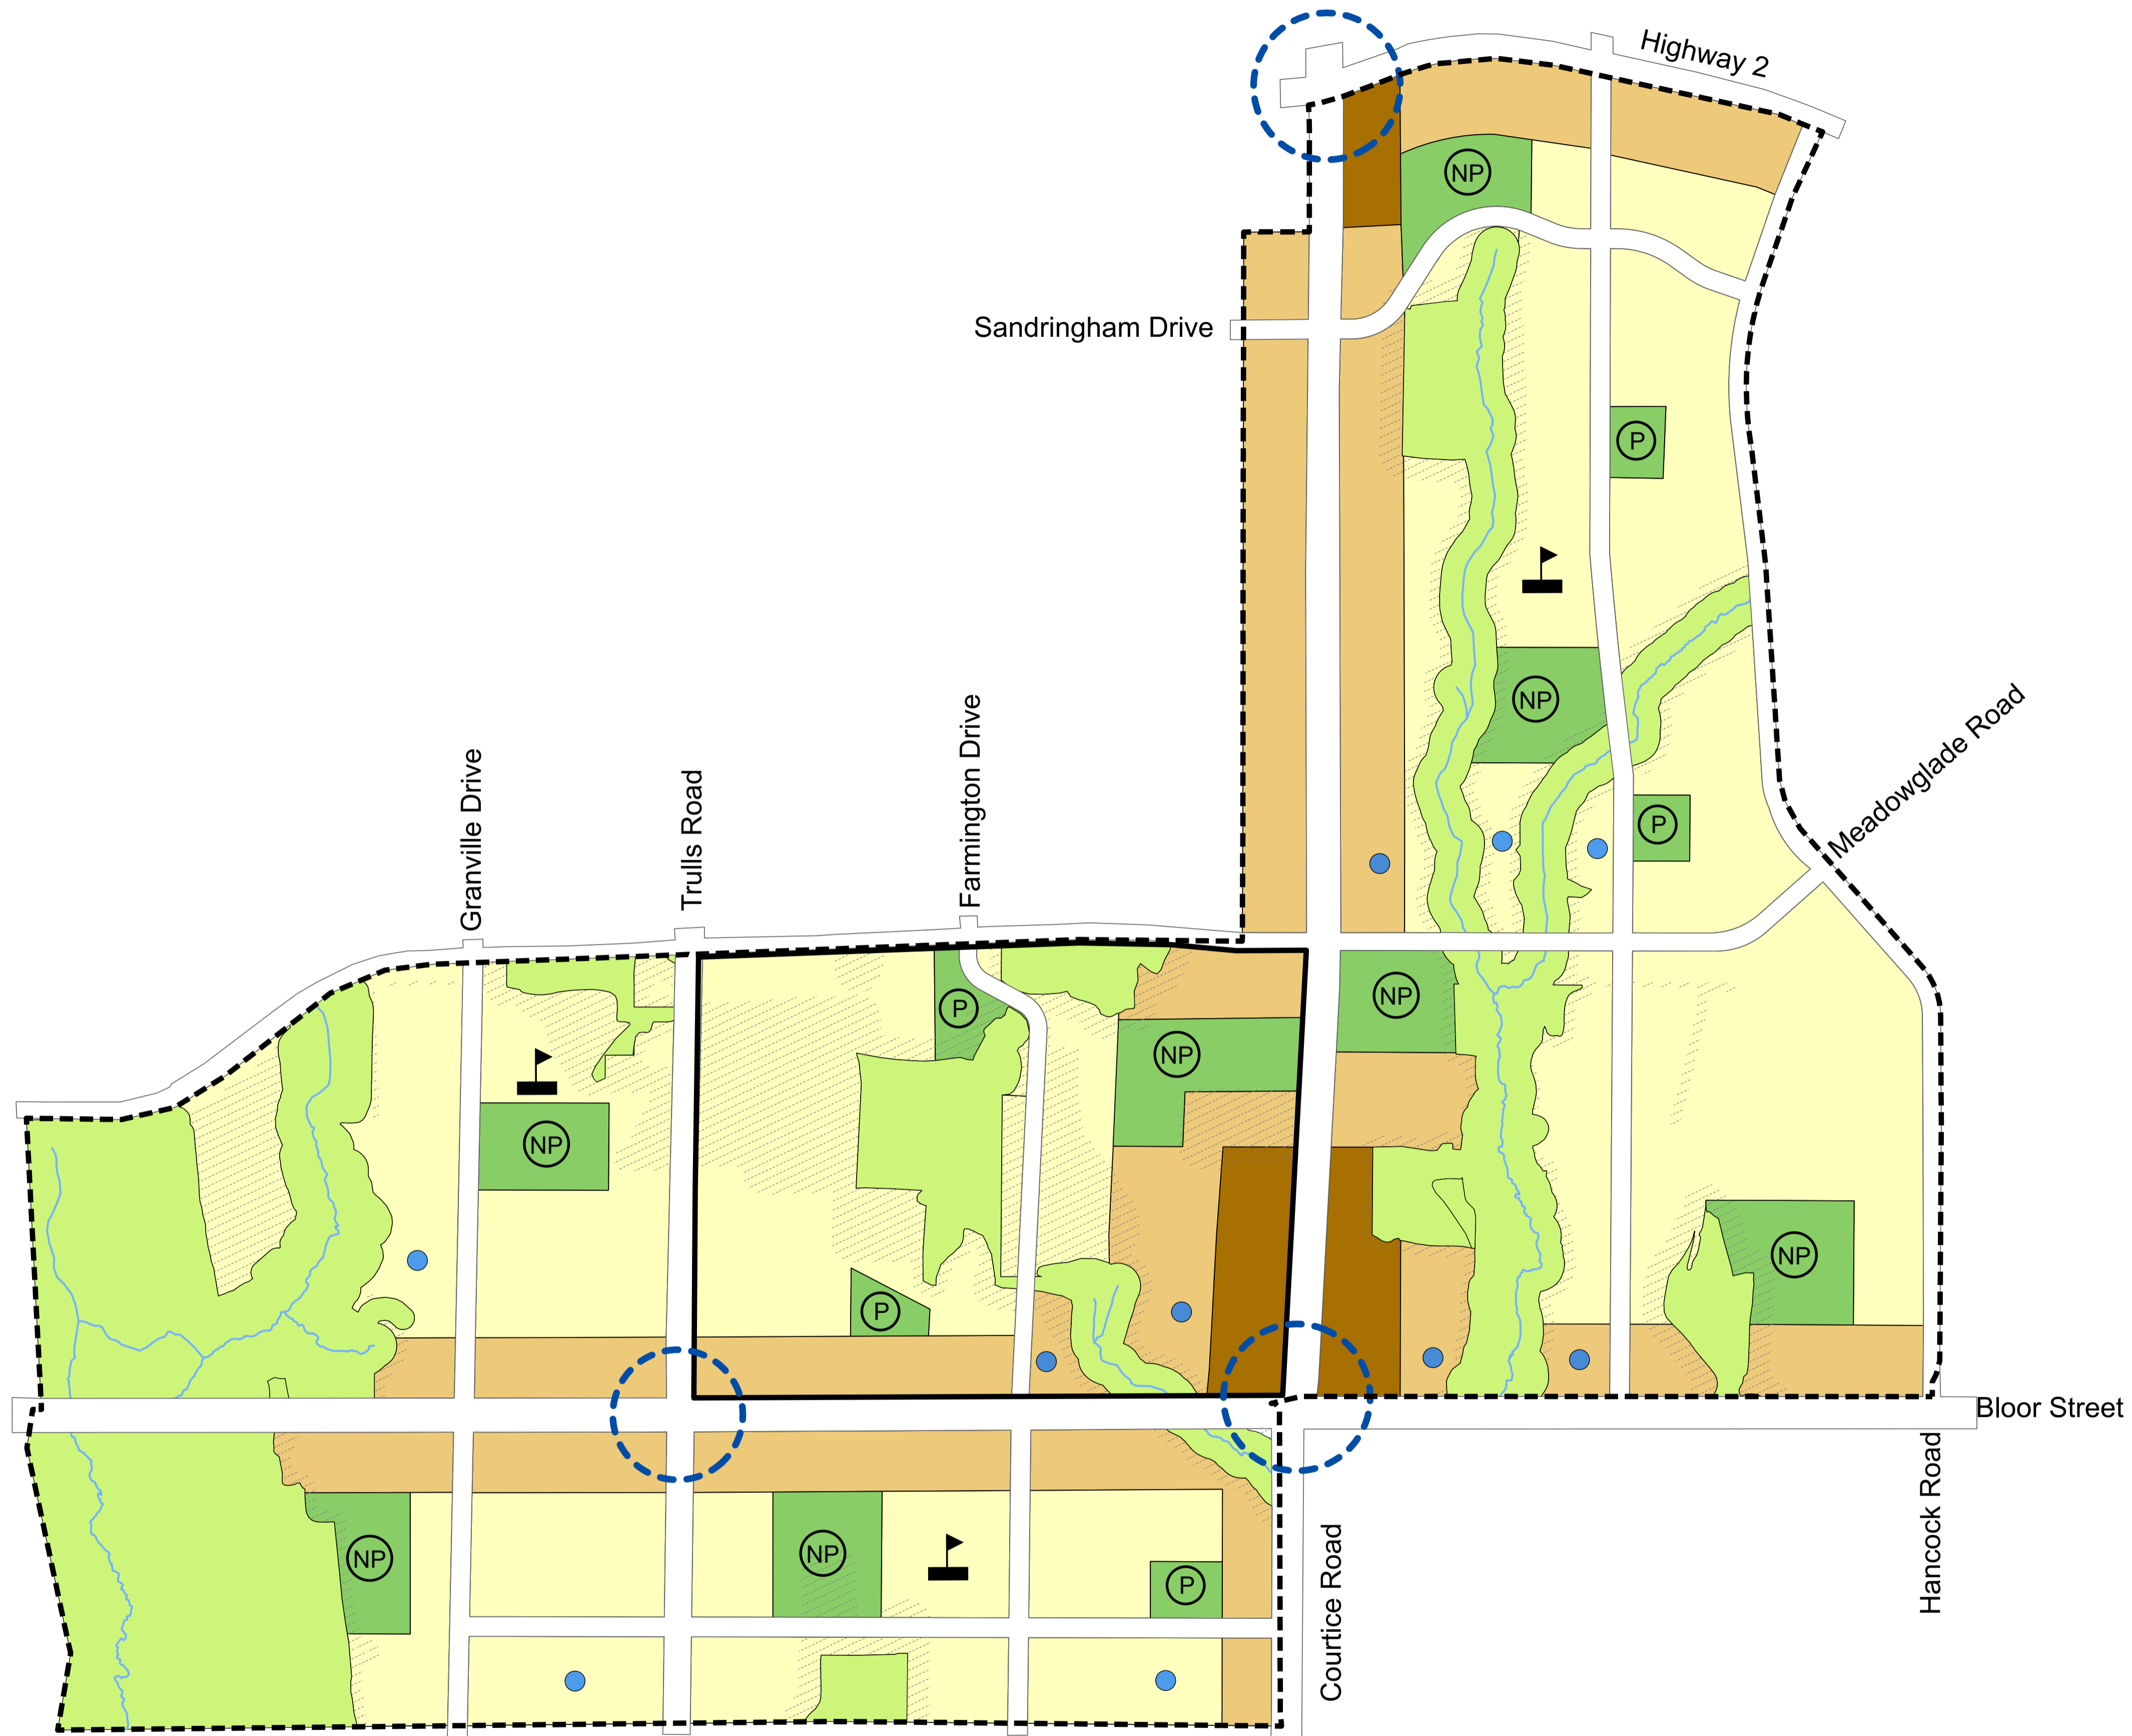 Highway 2
NP
Sandringham Drive
P
NP
Meadowglade Road
Granville Drive
Trulls Road
Farmington Drive
P
P
NP
NP
NP
NP
P
Bloor Street
NP
NP
P
Courtice Road
Hancock Road